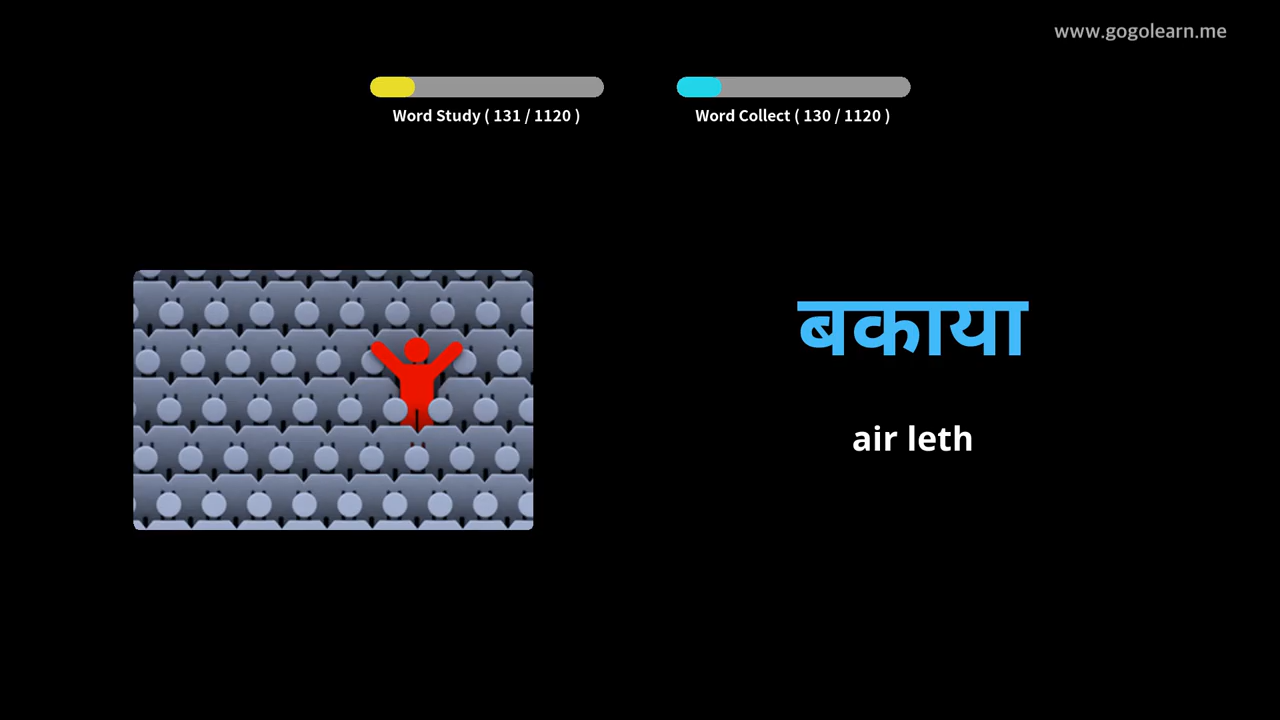 www.gogolearn.me
Word Study ( 131 / 1120 )
Word Collect ( 130 / 1120 )
बकाया
air leth